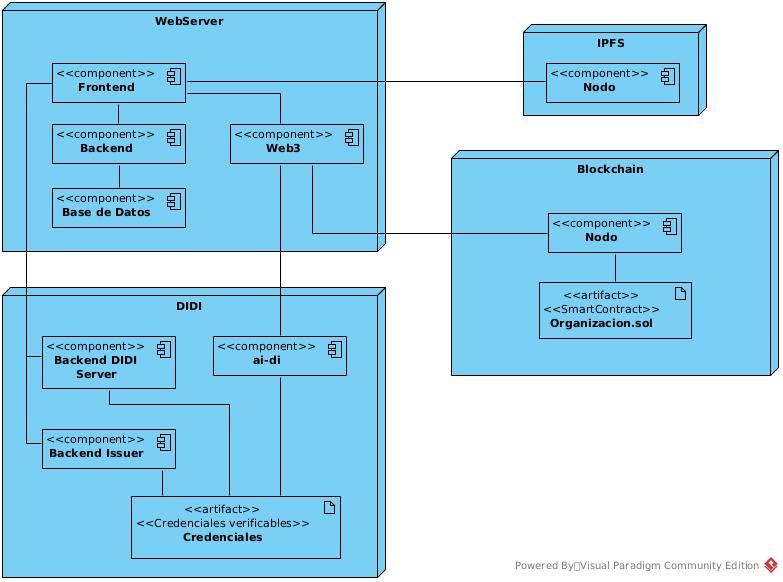 WebServer
<<component>>
Frontend
<<component>>
Backend
<<component>>
Web3
<<component>>
Base de Datos
IPFS
<<component>>
Nodo
Blockchain
<<component>>
Nodo
<<artifact>>
<<SmartContract>>
Organizacion.sol
DIDI
<<component>>
Backend DIDI
Server
<<component>>
ai-di
<<component>>
Backend Issuer
<<artifact>>
<<Credenciales verificables>>
Credenciales
Powered By Visual Paradigm Community Edition